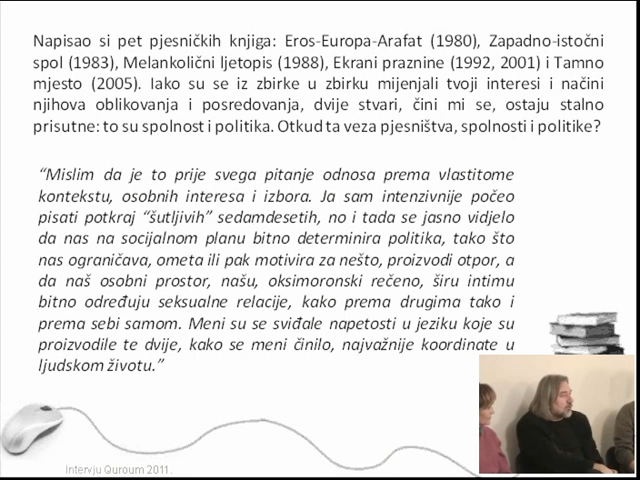 Napisao si pet pjesničkih knjiga: Eros-Europa-Arafat (1980), Zapadno-istočni
spol (1983), Melankolični ljetopis (1988), Ekrani praznine (1992, 2001) i Tamno
mjesto (2005). Iako su se iz zbirke u zbirku mijenjali tvoji interesi i načini
njihova oblikovanja i posredovanja, dvije stvari, čini mi se, ostaju stalno
prisutne: to su spolnost i politika. Otkud ta veza pjesništva, spolnosti i politike?
“Mislim da je to prije svega pitanje odnosa prema vlastitome
kontekstu, osobnih interesa i izbora. Ja sam intenzivnije počeo
pisati potkraj “šutljivih” sedamdesetih, no i tada se jasno vidjelo
da nas na socijalnom planu bitno determinira politika, tako što
nas ograničava, ometa ili pak motivira za nešto, proizvodi otpor, a
da naš osobni prostor, našu, oksimoronski rečeno, širu intimu
bitno određuju seksualne relacije, kako prema drugima tako i
prema sebi samom. Meni su se sviđale napetosti u jeziku koje su
proizvodile te dvije, kako se meni činilo, najvažnije koordinate u
ljudskom životu.”
Intervju Quroum 2011.